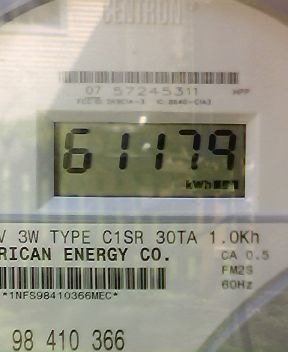 CENTRON
07 57245311 HPP
61179
kWh
V 3W TYPE C1SR 30TA 1.0Kh
RICAN ENERGY CO. CA 0.5
FM2S
60Hz
*1NFS98410366MEC*
98 410 366